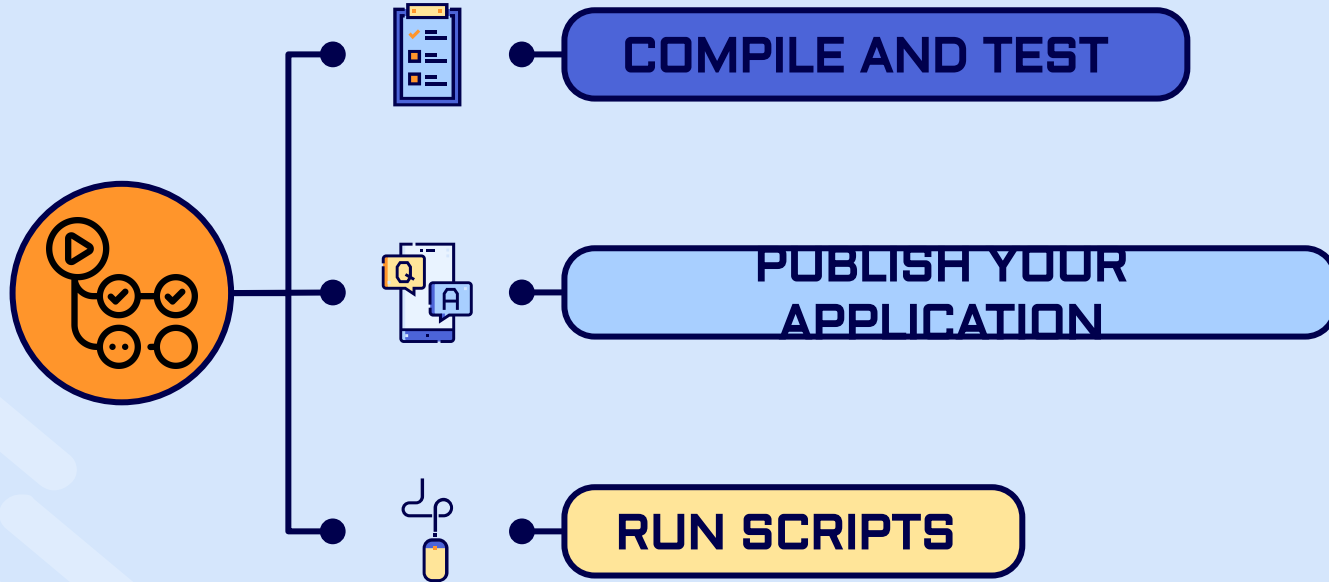 COMPILE AND TEST
Q
A
PUBLISH YOUR
APPLICATION
RUN SCRIPTS